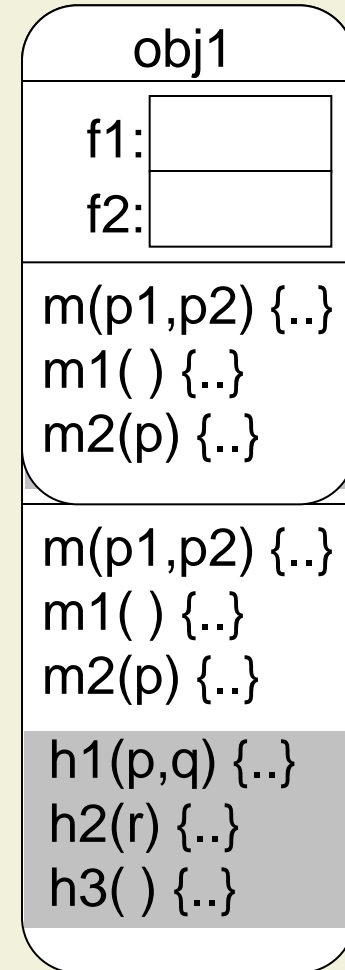 obj1
f1:
f2:
m(p1,p2) {..}
m1( ) {..}
m2(p) {..}
m(p1,p2) {..}
m1( ) {..}
m2(p) {..}
h1(p,q) {..}
h2(r) {..}
h3( ) {..}